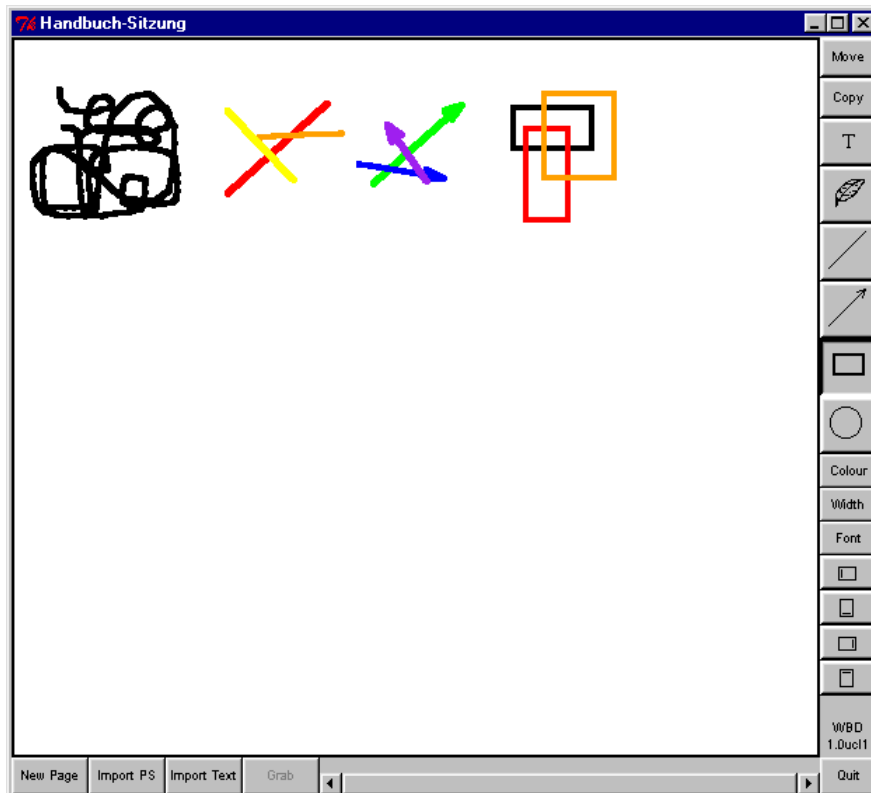 Handbuch-Sitzung
Move
Copy
T
Colour
Width
Font
WBD
1.0ucl1
New Page
Import PS
Import Text
Grab
Quit